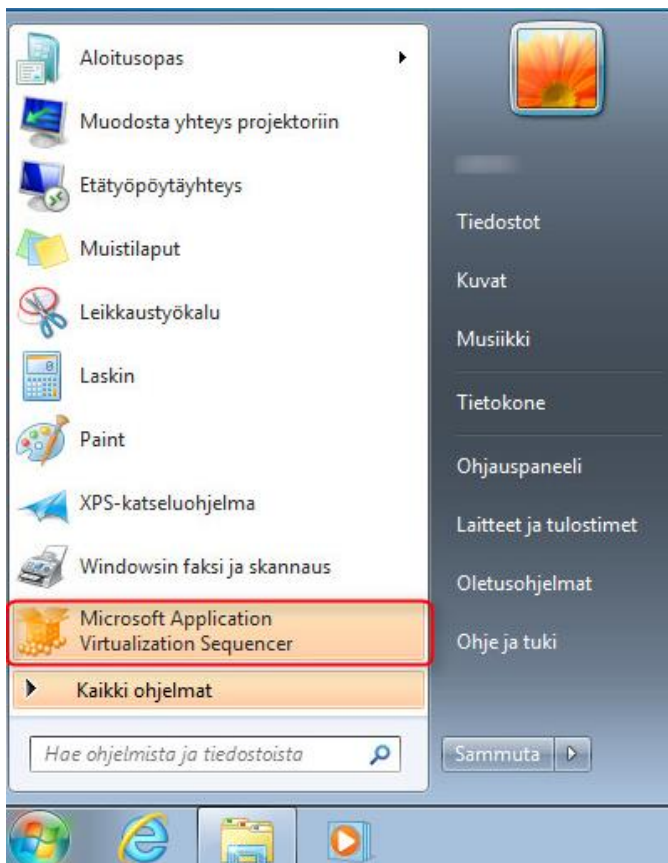 Aloitusopas
Muodosta yhteys projektoriin
Etätyöpöytäyhteys
Muistilaput
Leikkaustyökalu
Laskin
Paint
XPS-katseluohjelma
Windowsin faksi ja skannaus
Microsoft Application
Virtualization Sequencer
Kaikki ohjelmat
Hae ohjelmista ja tiedostoista
Tiedostot
Kuvat
Musiikki
Tietokone
Ohjauspaneeli
Laitteet ja tulostimet
Oletusohjelmat
Ohje ja tuki
Sammuta